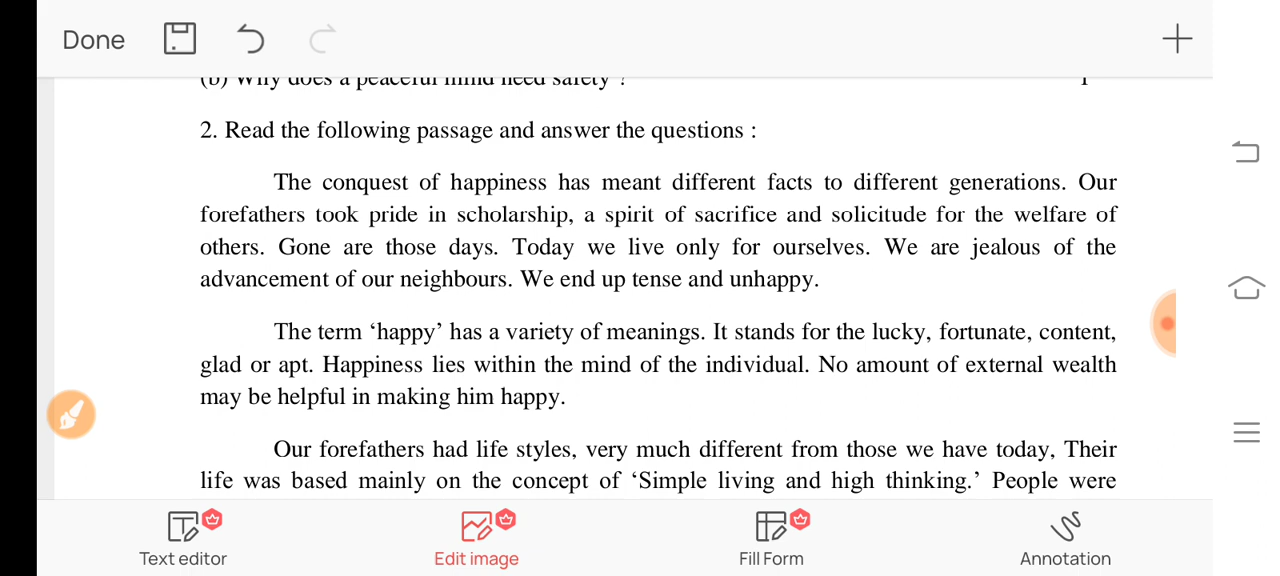 Done
(b) Why does a peaceful mind need safety ?
2. Read the following passage and answer the questions :
The conquest of happiness has meant different facts to different generations. Our
forefathers took pride in scholarship, a spirit of sacrifice and solicitude for the welfare of
others. Gone are those days. Today we live only for ourselves. We are jealous of the
advancement of our neighbours. We end up tense and unhappy.
The term ‘happy’ has a variety of meanings. It stands for the lucky, fortunate, content,
glad or apt. Happiness lies within the mind of the individual. No amount of external wealth
may be helpful in making him happy.
Our forefathers had life styles, very much different from those we have today, Their
life was based mainly on the concept of ‘Simple living and high thinking.’ People were
Text editor
Edit image
Fill Form
Annotation